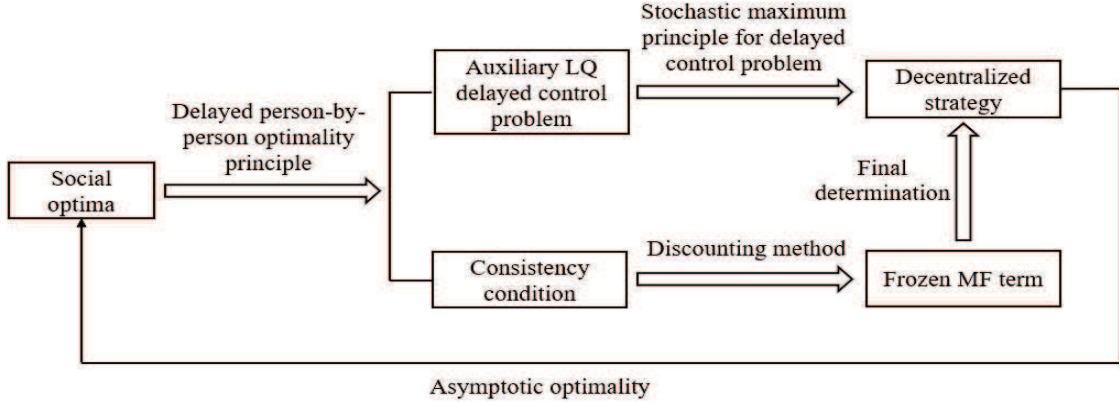 Social
optima
Delayed person-by-
person optimality
principle
Auxiliary LQ
delayed control
problem
Stochastic maximum
principle for delayed
control problem
Decentralized
strategy
Final
determination
Consistency
condition
Discounting method
Frozen MF term
Asymptotic optimality